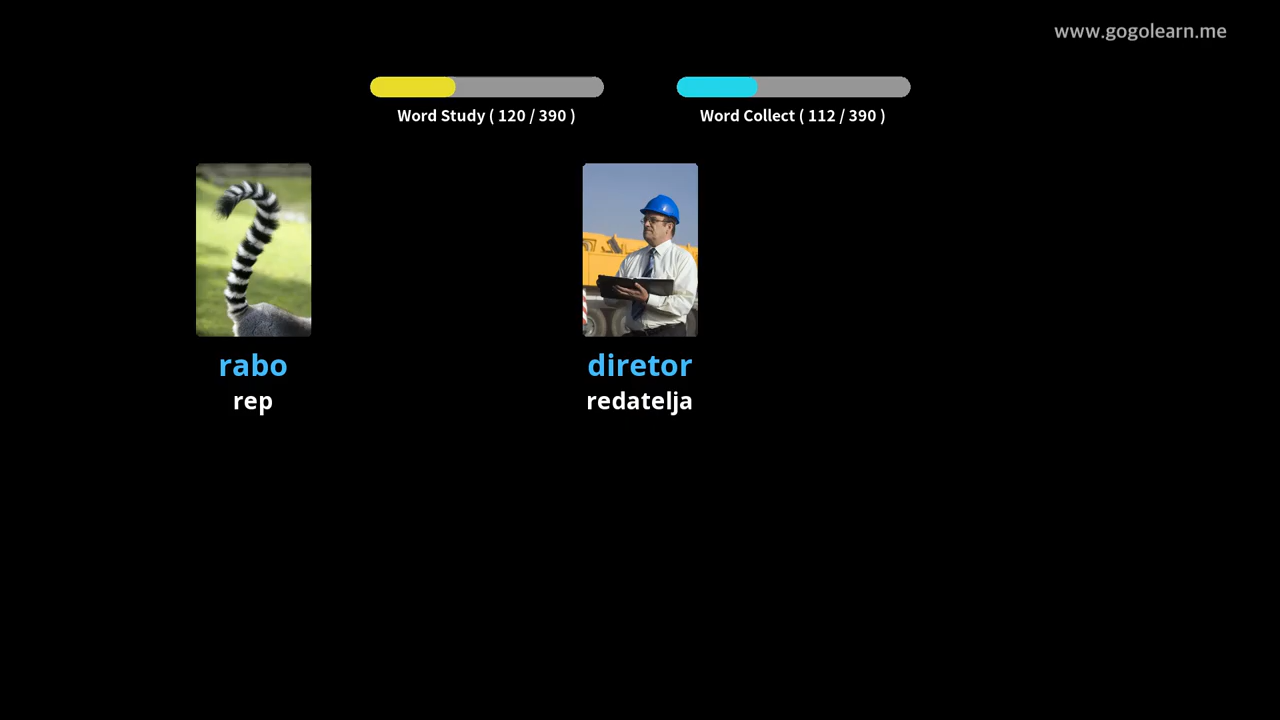 www.gogolearn.me
Word Study ( 120 / 390 )
Word Collect ( 112 / 390 )
rabo
rep
diretor
redatelja